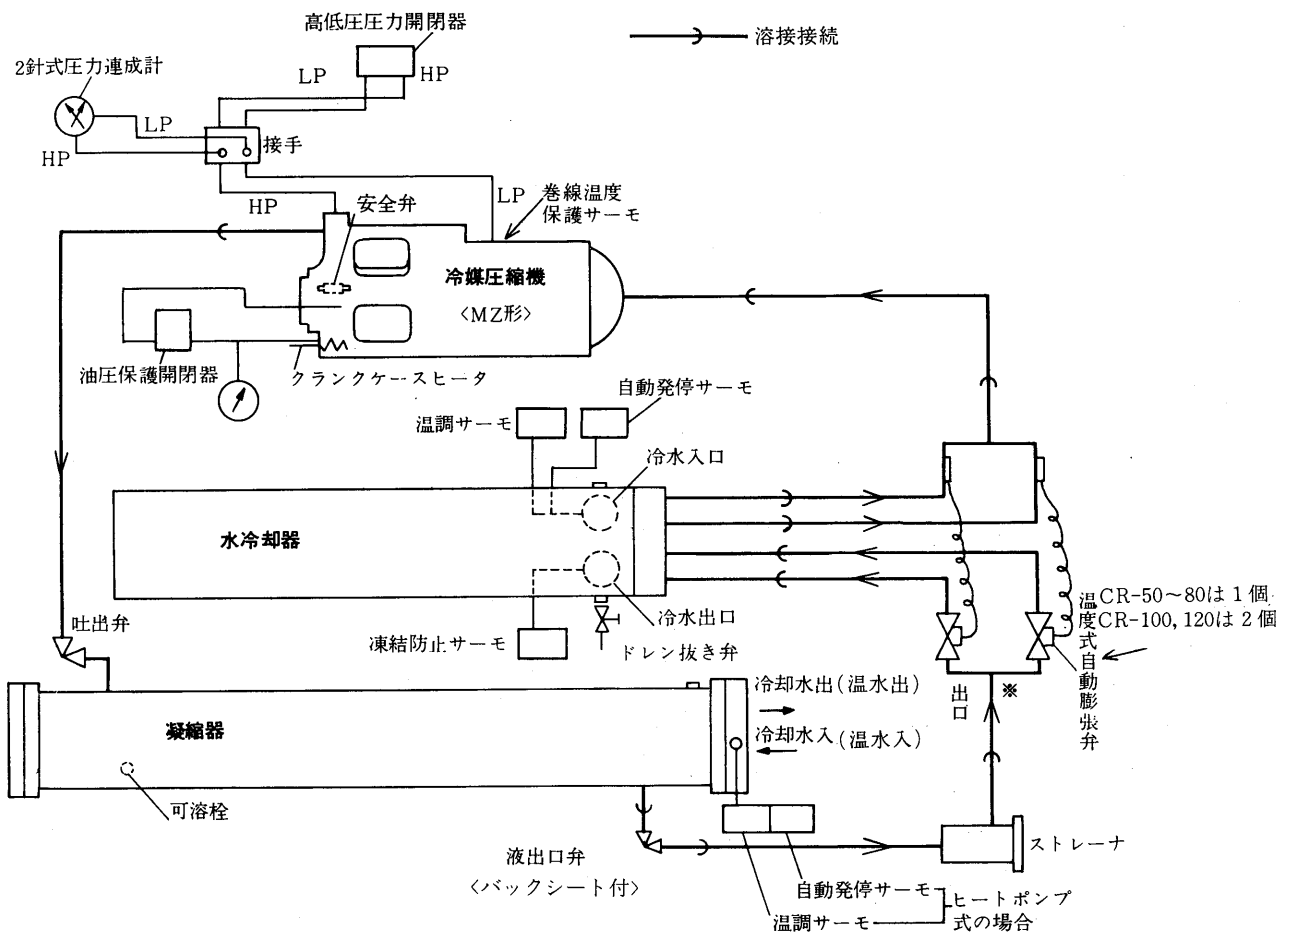 高低圧圧力開閉器
溶接接続
2針式圧力連成計
LP
HP
LP
HP
接手
HP
安全弁
LP
巻線温度
保護サーモ
冷媒圧縮機
〈MZ形〉
油圧保護開閉器
クランクケースヒータ
自動発停サーモ
温調サーモ
冷水入口
水冷却器
冷水出口
凍結防止サーモ
ドレン抜き弁
吐出弁
温度式自動膨張弁
CR-50～80は1個
CR-100,120は2個
出口
※
冷却水出(温水出)
冷却水入(温水入)
凝縮器
可溶栓
ストレーナ
液出口弁
〈バックシート付〉
自動発停サーモ
温調サーモ
ヒートポンプ
式の場合